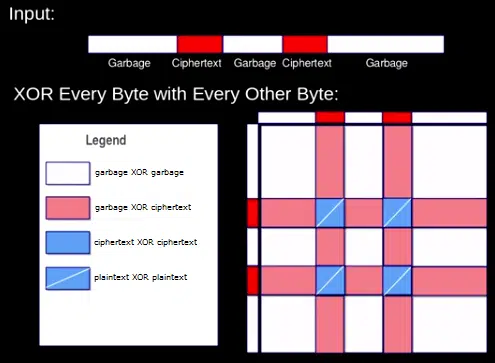 Input:
Garbage Ciphertext Garbage Ciphertext Garbage
XOR Every Byte with Every Other Byte:
Legend
garbage XOR garbage
garbage XOR ciphertext
ciphertext XOR ciphertext
plaintext XOR plaintext